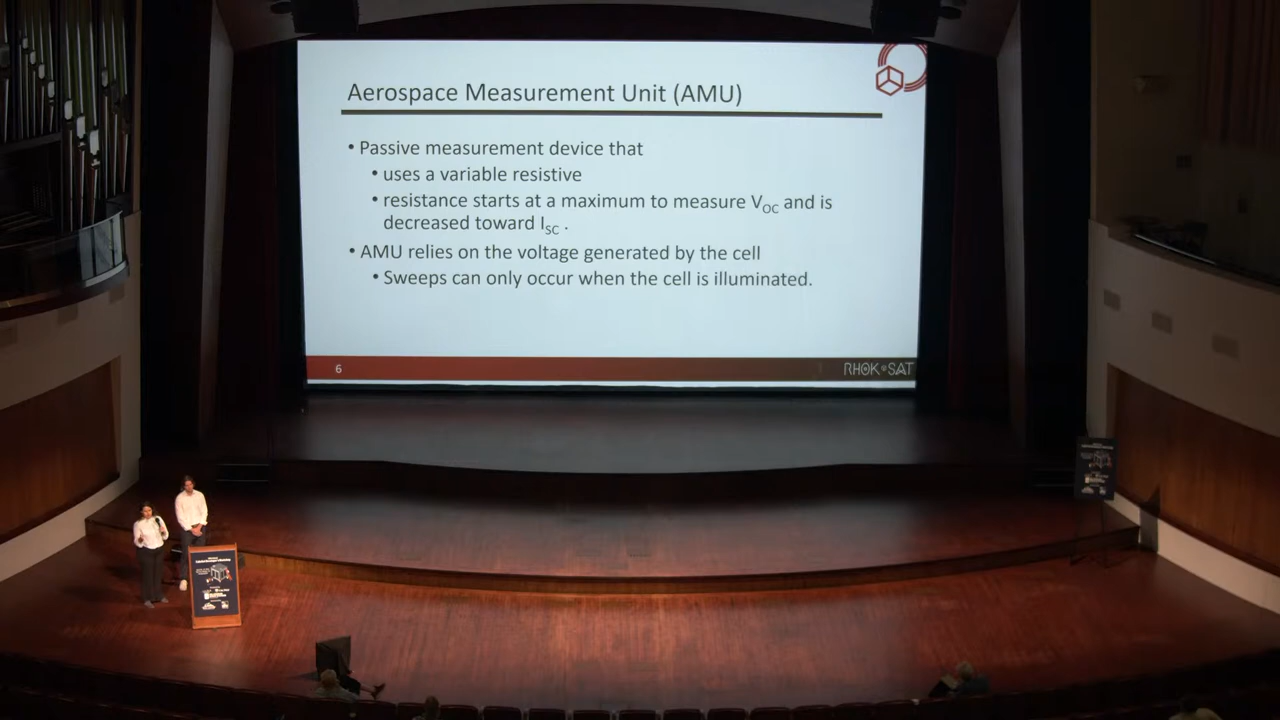 Aerospace Measurement Unit (AMU)
• Passive measurement device that
• uses a variable resistive
• resistance starts at a maximum to measure VOC and is
decreased toward ISC .
• AMU relies on the voltage generated by the cell
• Sweeps can only occur when the cell is illuminated.
6
RHOK SAT